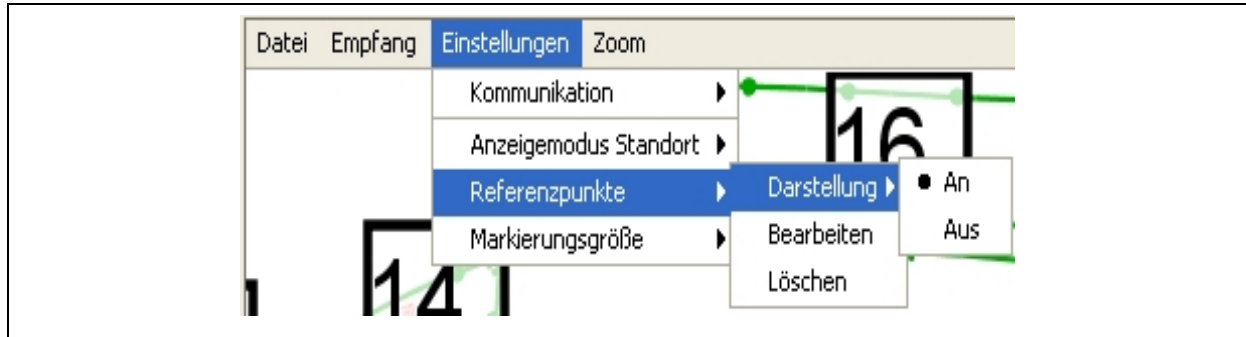 Datei Empfang Einstellungen Zoom
Kommunikation
Anzeigemodus Standort
Referenzpunkte
Markierungsgröße
Darstellung
Bearbeiten
Löschen
An
Aus
16
14